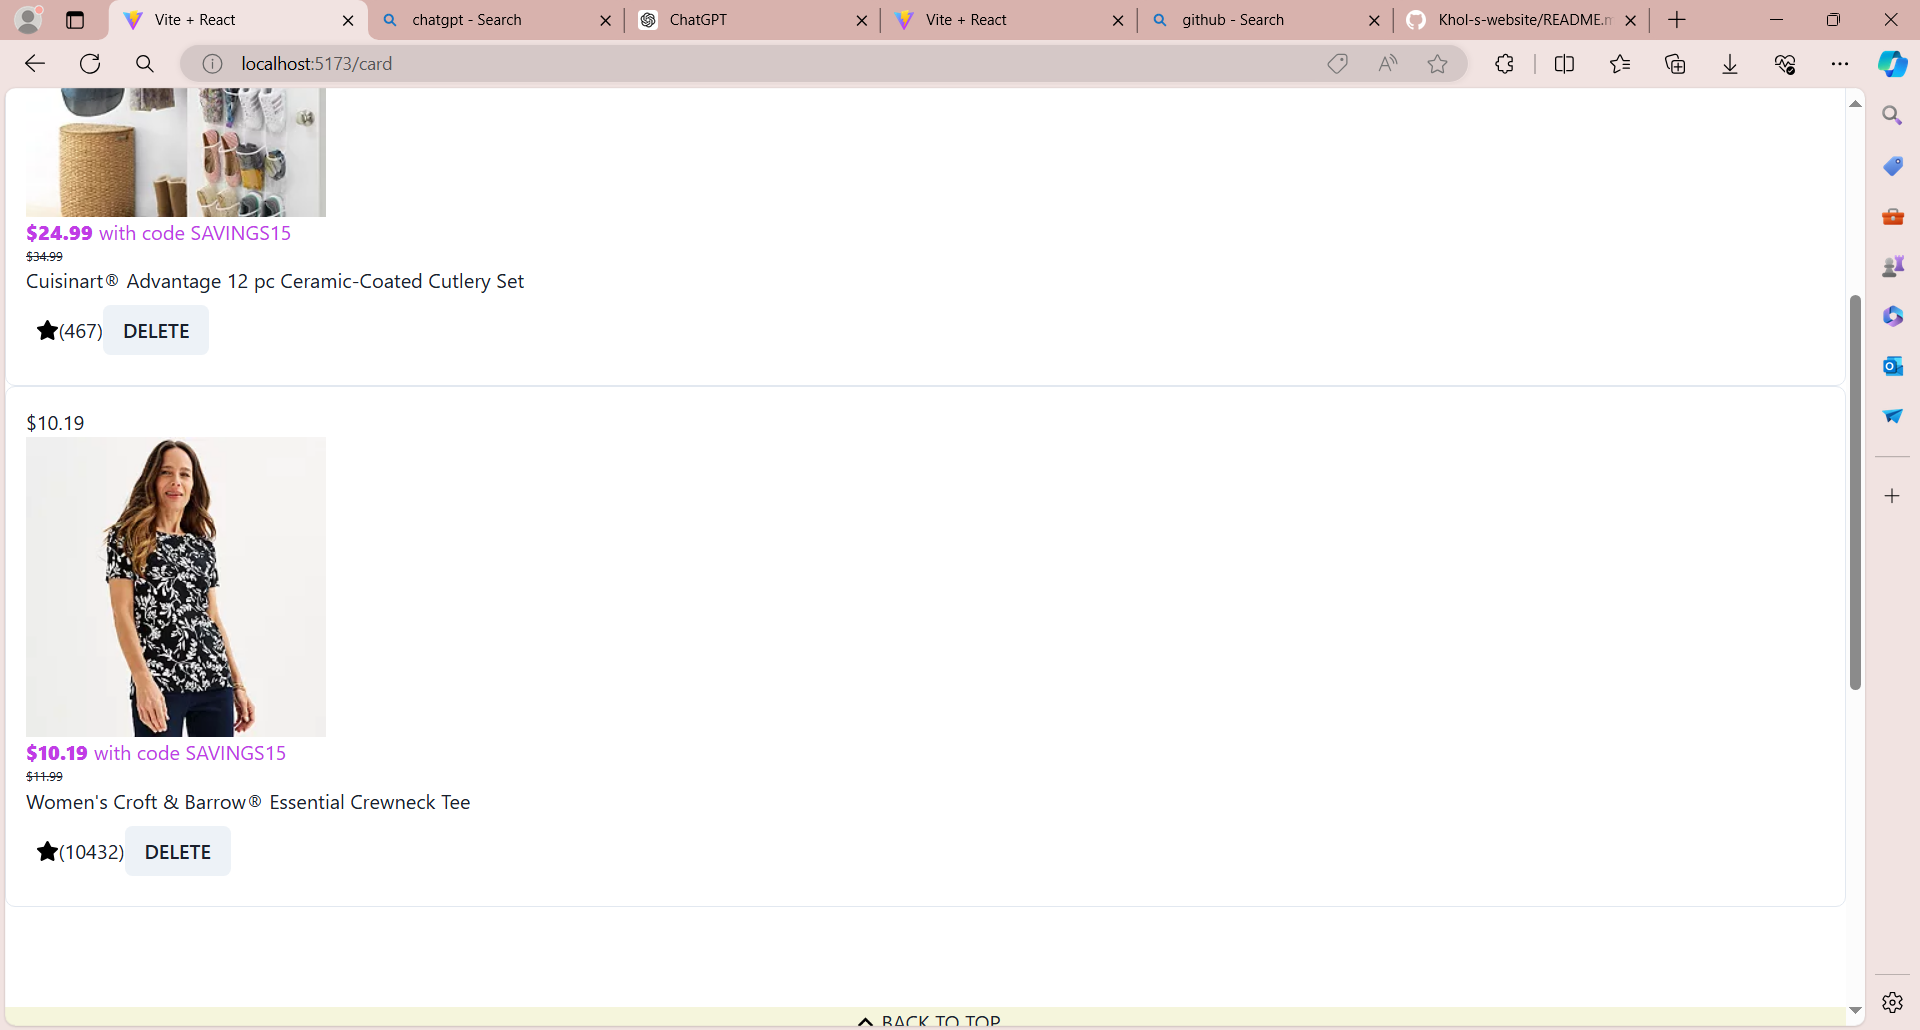 Vite + React
chatgpt - Search
ChatGPT
Vite + React
github - Search
Khol-s-website/README.m
localhost:5173/card
$24.99 with code SAVINGS15
$34.99
Cuisinart® Advantage 12 pc Ceramic-Coated Cutlery Set
(467) DELETE
$10.19
$10.19 with code SAVINGS15
$11.99
Women's Croft & Barrow® Essential Crewneck Tee
(10432) DELETE
BACK TO TOP